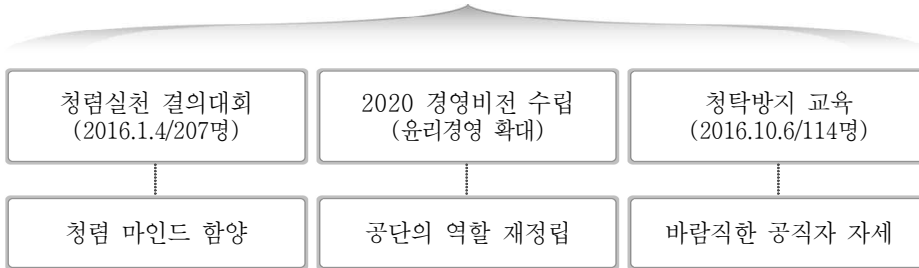 청렴실천 결의대회
(2016.1.4/207명)
2020 경영비전 수립
(윤리경영 확대)
청탁방지 교육
(2016.10.6/114명)
청렴 마인드 함양
공단의 역할 재정립
바람직한 공직자 자세